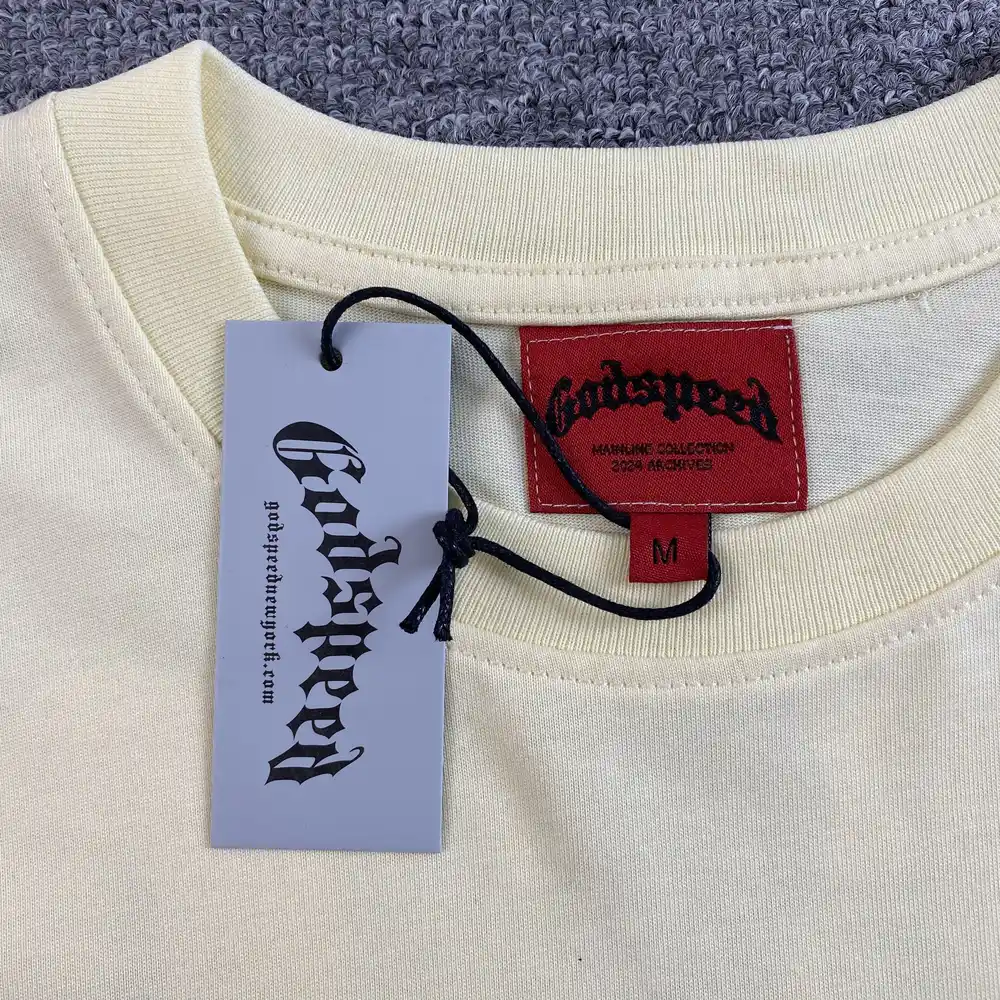 Godspeed
godspeednewyork.com
Godspeed
MAINLINE COLLECTION
2024 ARCHIVES
M